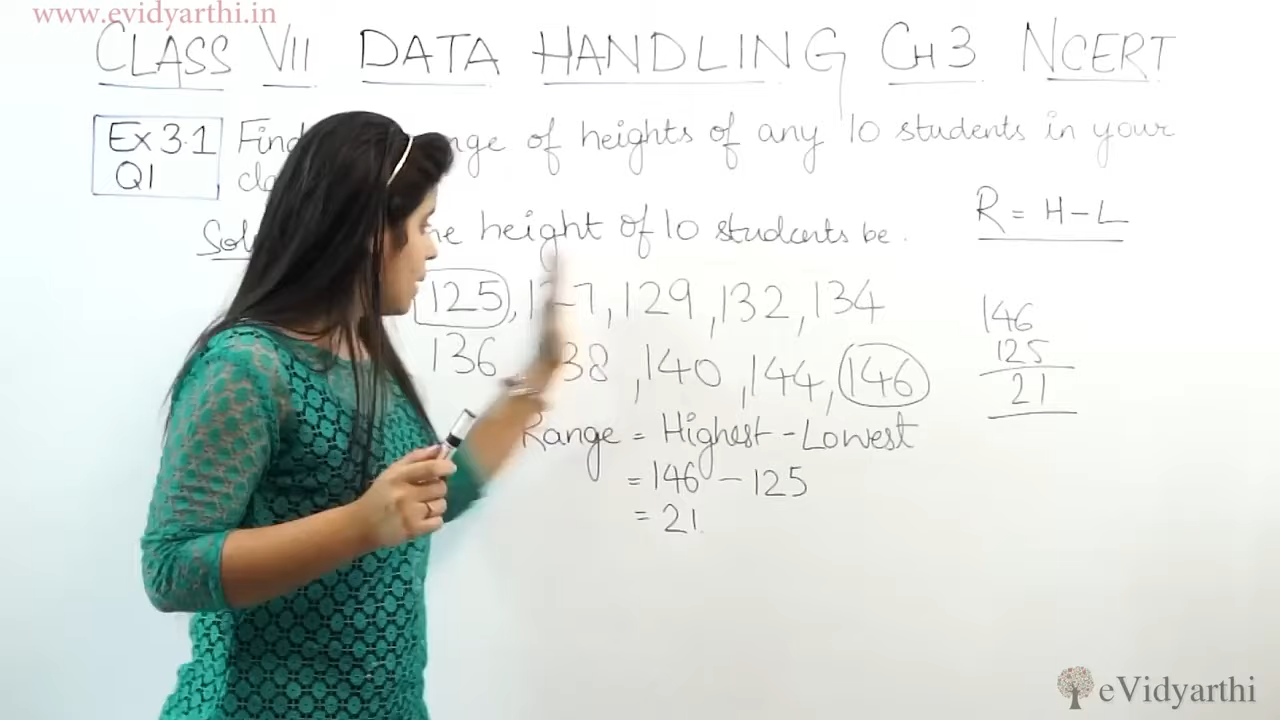 www.evidyarthi.in
CLASS VII DATA HANDLING CH 3 NCERT
Ex 3.1 Find of heights of any 10 students in your
Q1
height of 10 students be.
R = H - L
125, 129, 132, 134
136, 140, 144, 146
Range = Highest - Lowest
= 146 - 125
= 21
146
125
21
eVidyarthi